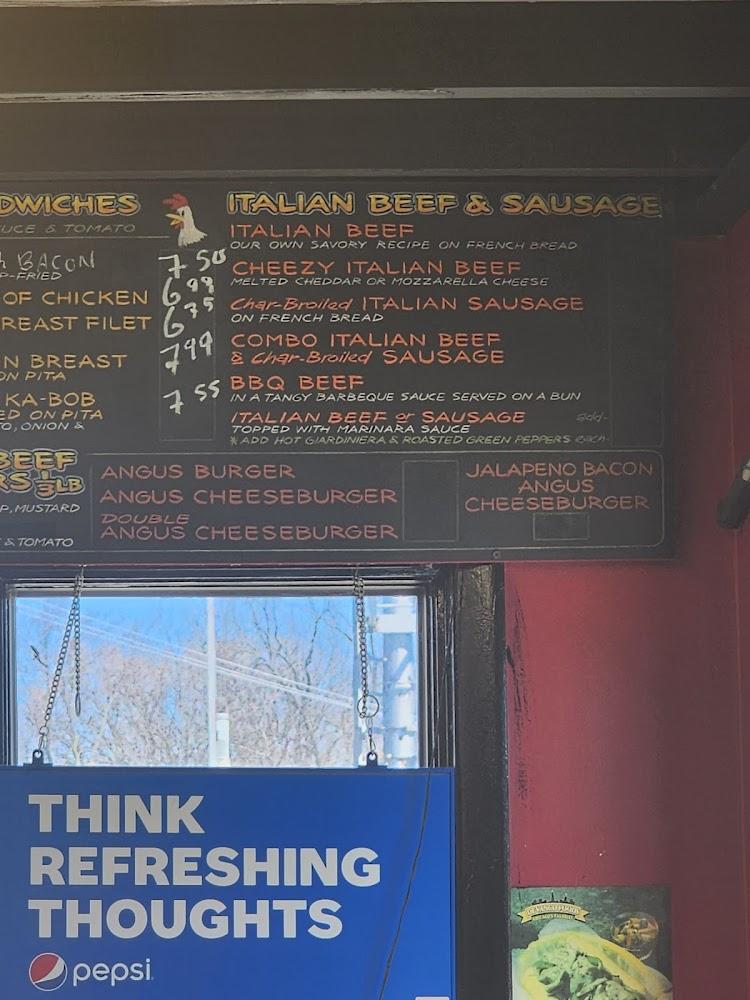 DWICHES
UCE & TOMATO
BACON
P-FRIED
OF CHICKEN
REAST FILET
N BREAST
ON PITA
KA-BOB
ED ON PITA
TO, ONION &
7 50
6 98
6 75
7 99
7 55
ITALIAN BEEF & SAUSAGE
ITALIAN BEEF
OUR OWN SAVORY RECIPE ON FRENCH BREAD
CHEEZY ITALIAN BEEF
MELTED CHEDDAR OR MOZZARELLA CHEESE
Char-Broiled ITALIAN SAUSAGE
ON FRENCH BREAD
COMBO ITALIAN BEEF
& Char-Broiled SAUSAGE
BBQ BEEF
IN A TANGY BARBEQUE SAUCE SERVED ON A BUN
ITALIAN BEEF or SAUSAGE add-
TOPPED WITH MARINARA SAUCE
* ADD HOT GIARDINIERA & ROASTED GREEN PEPPERS EACH-
BEEF
RS 1/3LB
P, MUSTARD
& TOMATO
ANGUS BURGER
ANGUS CHEESEBURGER
DOUBLE
ANGUS CHEESEBURGER
JALAPENO BACON
ANGUS
CHEESEBURGER
THINK
REFRESHING
THOUGHTS
pepsi